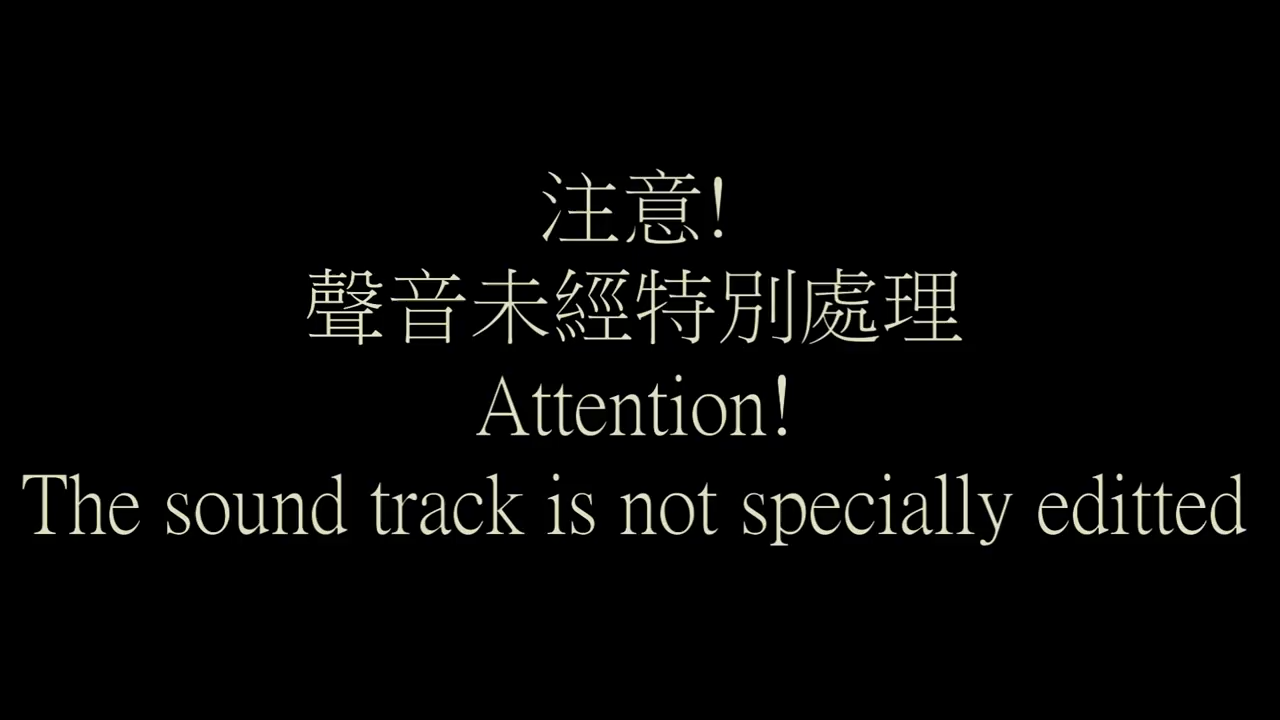 注意!
聲音未經特別處理
Attention!
The sound track is not specially editted